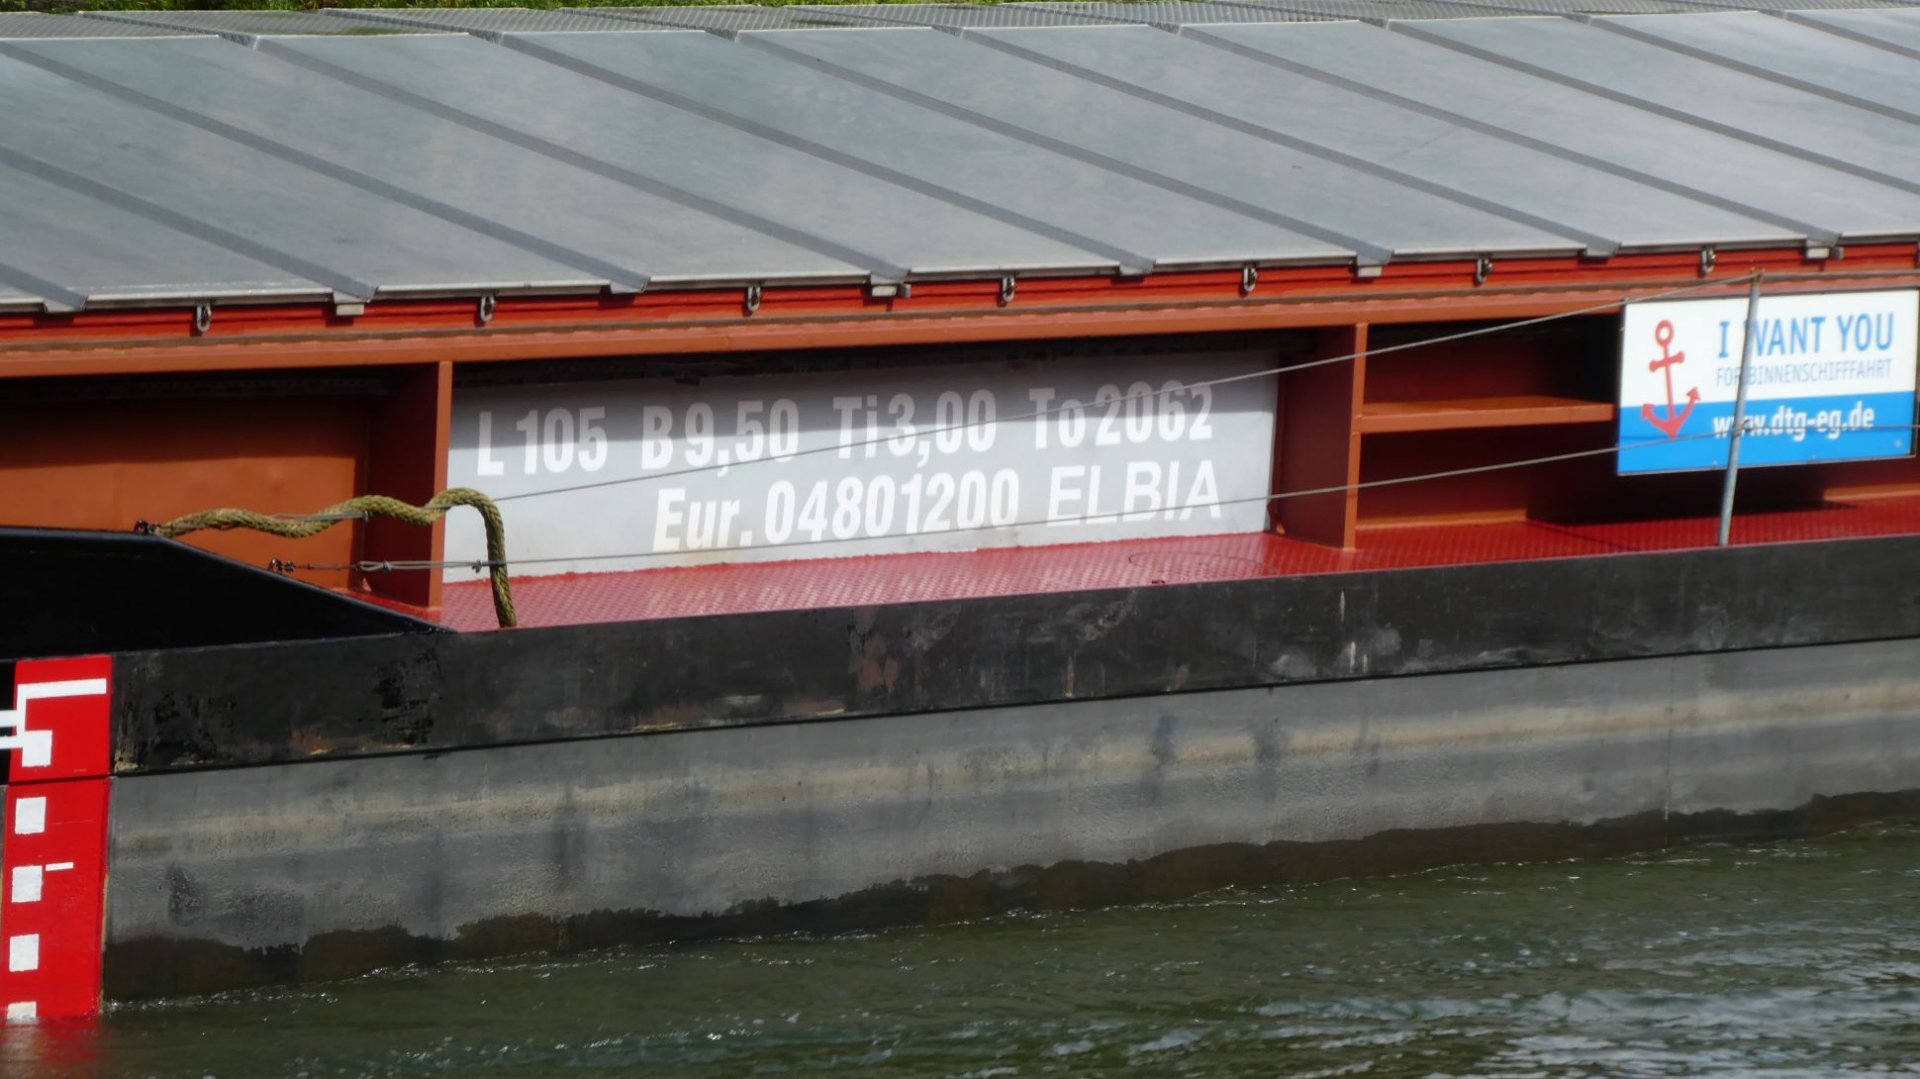 L 105 B 9,50 Ti 3,00 To 2062
Eur. 04801200 ELBIA
I WANT YOU
FOR BINNENSCHIFFFAHRT
www.dtg-eg.de